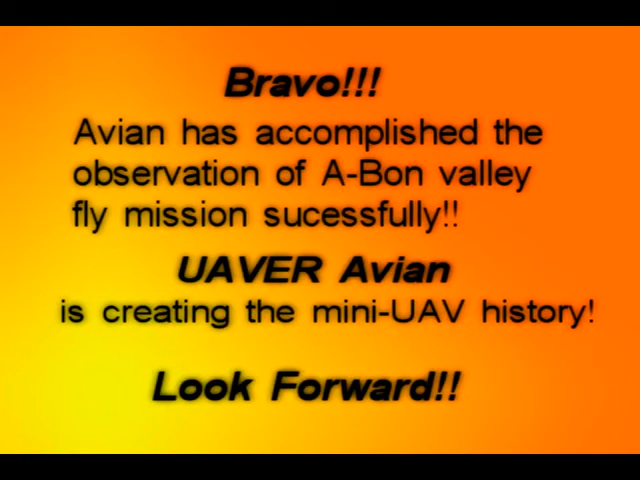 Bravo!!!
Avian has accomplished the
observation of A-Bon valley
fly mission sucessfully!!
UAVER Avian
is creating the mini-UAV history!
Look Forward!!